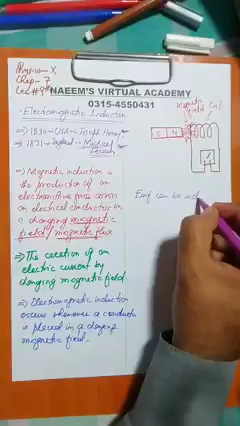 Physics-X
Chap-7
Lec#9
NAEEM'S VIRTUAL ACADEMY
0315-4550431
Electromagnetic Induction
Magnetic field
Coil
S N
⇒ 1830-USA-Joseph Henry
⇒ 1831-England-Michael Faraday
⇒ Magnetic induction is
the production of an
electromotive force across
an electrical conductor in
a changing magnetic
field/magnetic flux
Emf can be ind
⇒ The creation of an
electric current by
changing magnetic field.
⇒ Electromagnetic induction
occurs whenever a conductor
is placed in a changing
magnetic field.